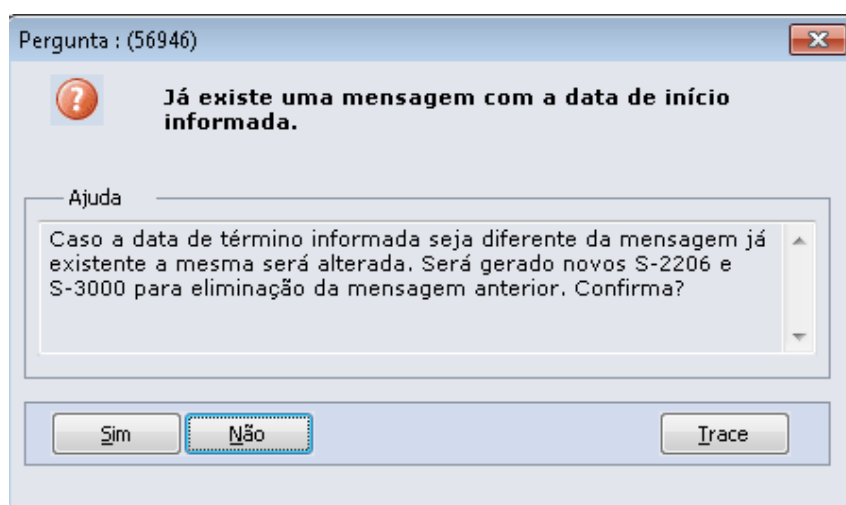 Pergunta : (56946)
Já existe uma mensagem com a data de início
informada.
Ajuda
Caso a data de término informada seja diferente da mensagem já
existente a mesma será alterada. Será gerado novos S-2206 e
S-3000 para eliminação da mensagem anterior. Confirma?
Sim Não Trace